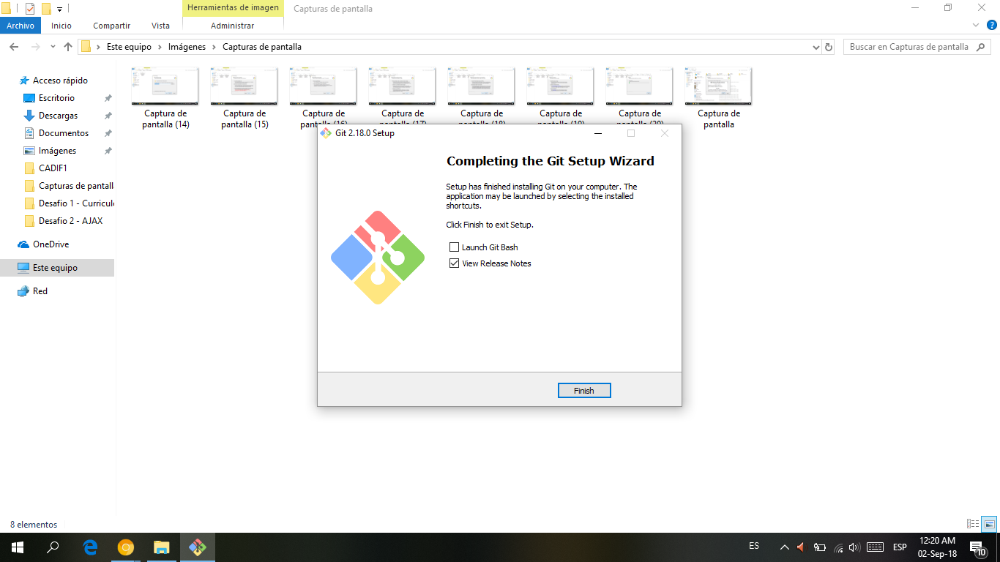 Herramientas de imagen
Capturas de pantalla
Archivo
Inicio
Compartir
Vista
Administrar
Este equipo
Imágenes
Capturas de pantalla
Buscar en Capturas de pantalla
Acceso rápido
Escritorio
Descargas
Documentos
Imágenes
CADIF1
Capturas de pantall
Desafio 1 - Curricul
Desafio 2 - AJAX
OneDrive
Este equipo
Red
Captura de
pantalla (14)
Captura de
pantalla (15)
Captura de
pantalla (16)
Captura de
pantalla (17)
Captura de
pantalla (18)
Captura de
pantalla (19)
Captura de
pantalla (20)
Captura de
pantalla
Git 2.18.0 Setup
Completing the Git Setup Wizard
Setup has finished installing Git on your computer. The
application may be launched by selecting the installed
shortcuts.
Click Finish to exit Setup.
Launch Git Bash
View Release Notes
Finish
8 elementos
ES
ESP
12:20 AM
02-Sep-18
10